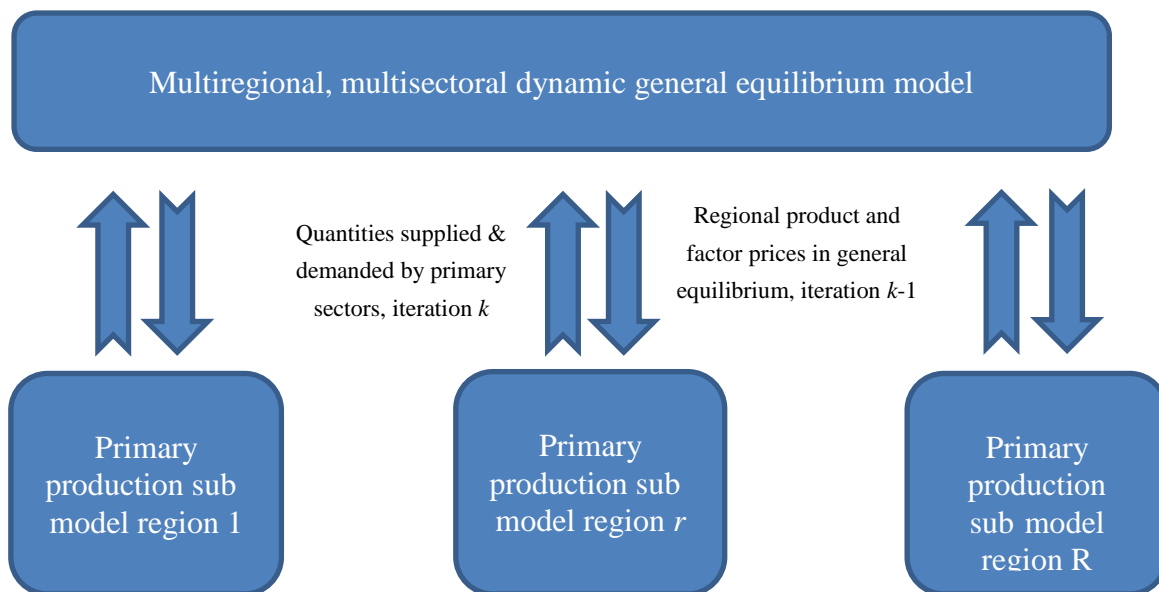 Multiregional, multisectoral dynamic general equilibrium model
Quantities supplied &
demanded by primary
sectors, iteration k
Regional product and
factor prices in general
equilibrium, iteration k-1
Primary
production sub
model region 1
Primary
production sub
model region r
Primary
production
sub model
region R